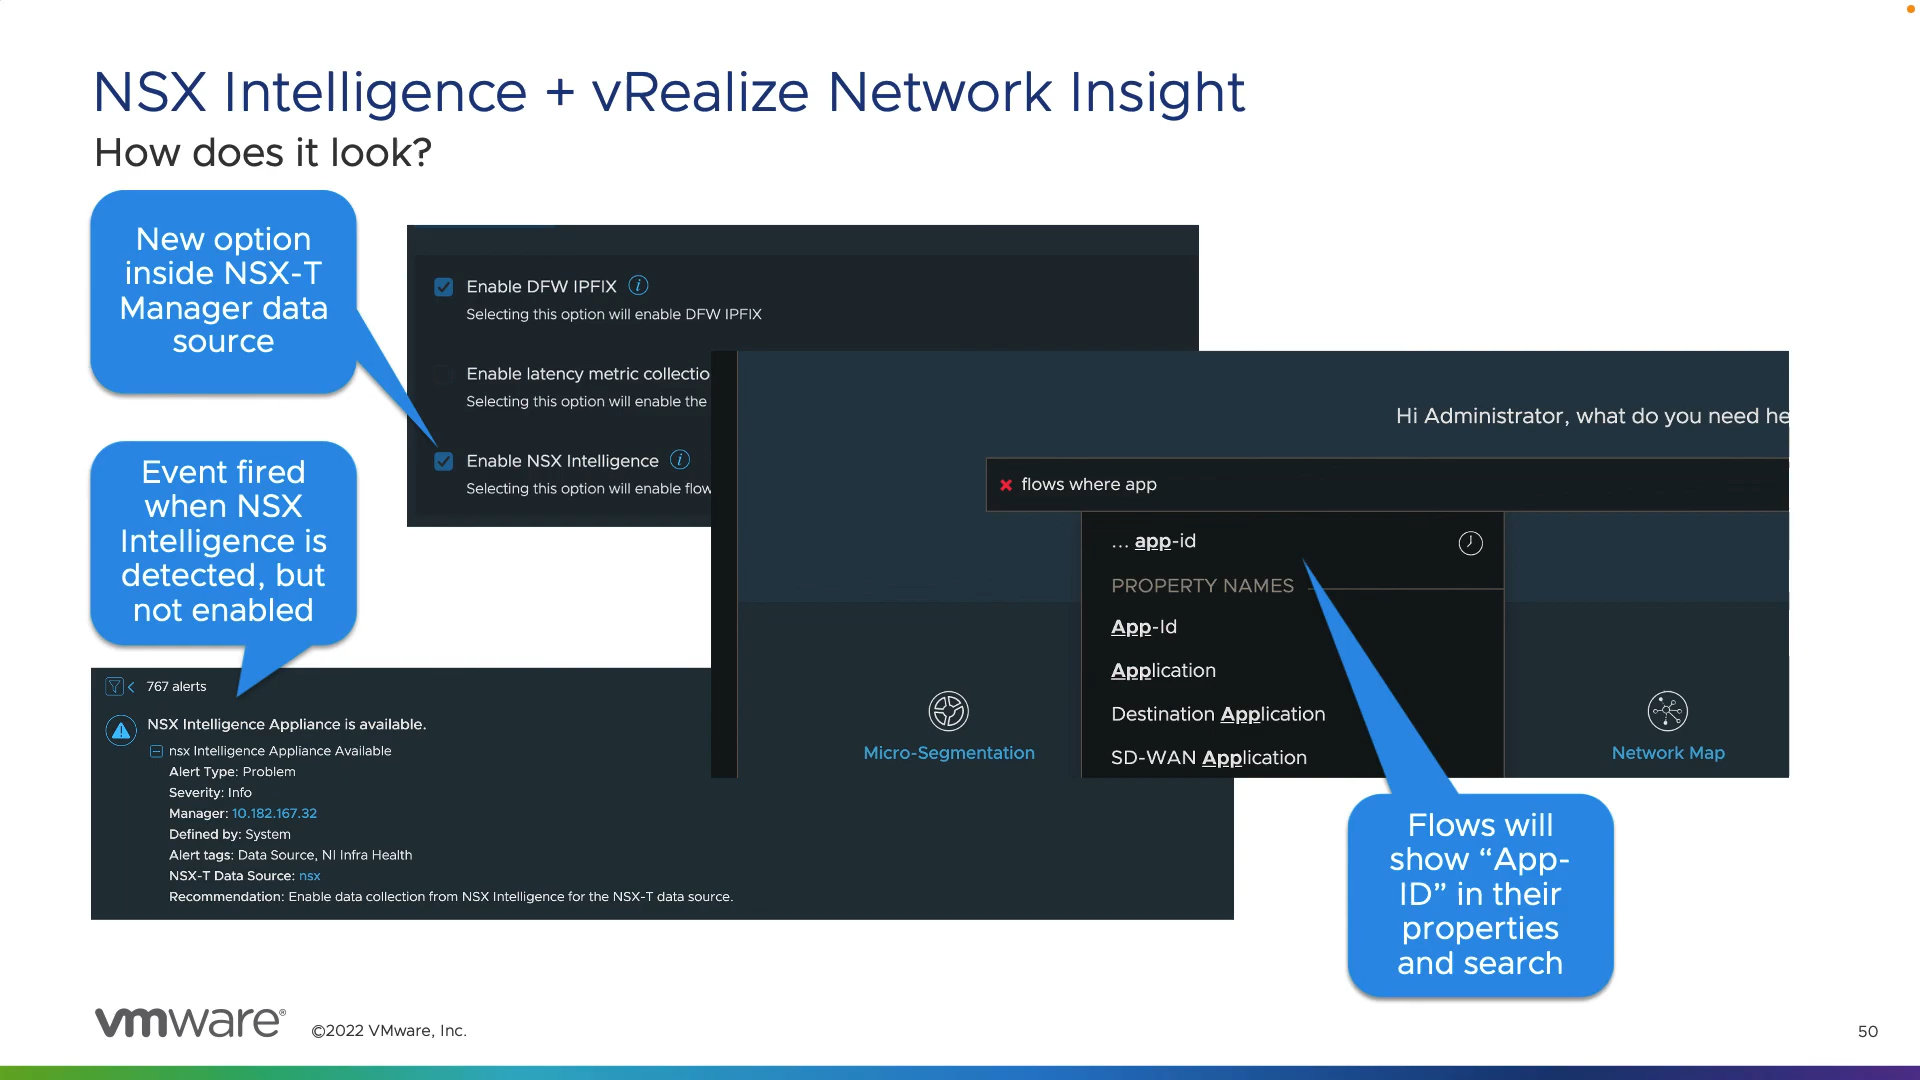 NSX Intelligence + vRealize Network Insight
How does it look?
New option
inside NSX-T
Manager data
source
Enable DFW IPFIX
Selecting this option will enable DFW IPFIX
Enable latency metric collectio
Selecting this option will enable the
Enable NSX Intelligence
Selecting this option will enable flow
Event fired
when NSX
Intelligence is
detected, but
not enabled
Hi Administrator, what do you need he
flows where app
... app-id
PROPERTY NAMES
App-Id
Application
Destination Application
SD-WAN Application
Micro-Segmentation
Network Map
767 alerts
NSX Intelligence Appliance is available.
nsx Intelligence Appliance Available
Alert Type: Problem
Severity: Info
Manager: 10.182.167.32
Defined by: System
Alert tags: Data Source, NI Infra Health
NSX-T Data Source: nsx
Recommendation: Enable data collection from NSX Intelligence for the NSX-T data source.
Flows will
show “App-
ID” in their
properties
and search
vmware®
©2022 VMware, Inc.
50